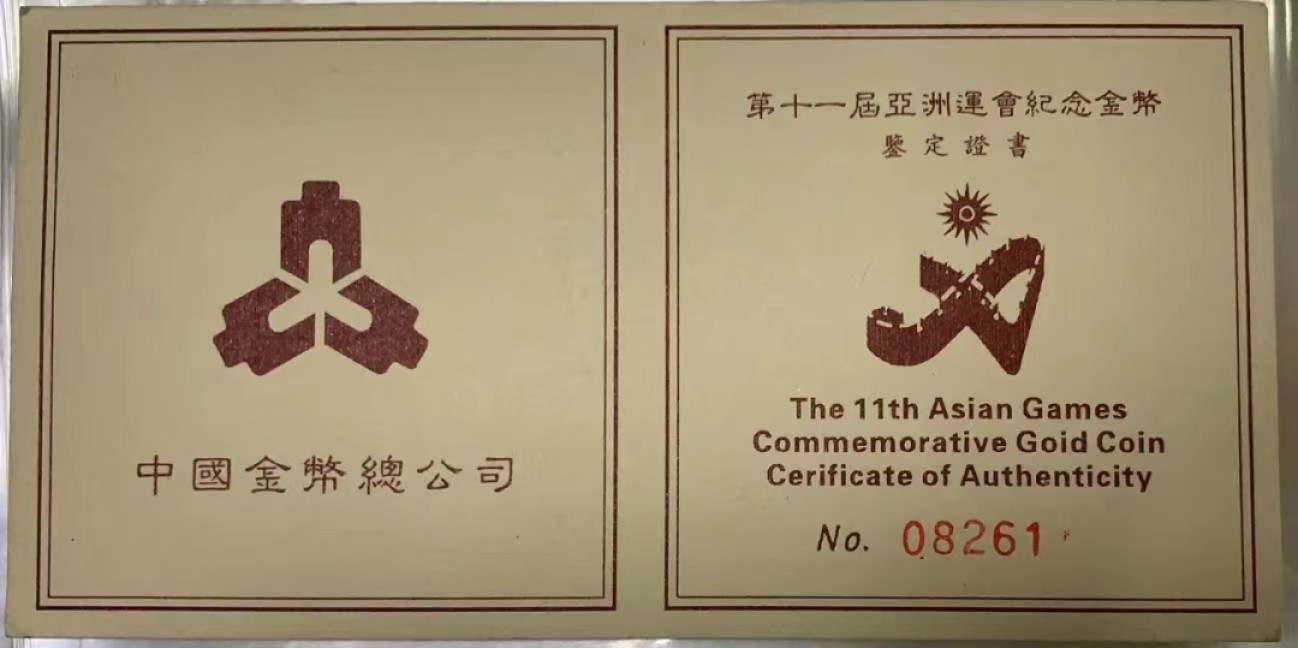 中國金幣總公司
第十一屆亞洲運會紀念金幣
鑒定證書
The 11th Asian Games
Commemorative Goid Coin
Cerificate of Authenticity
No. 08261